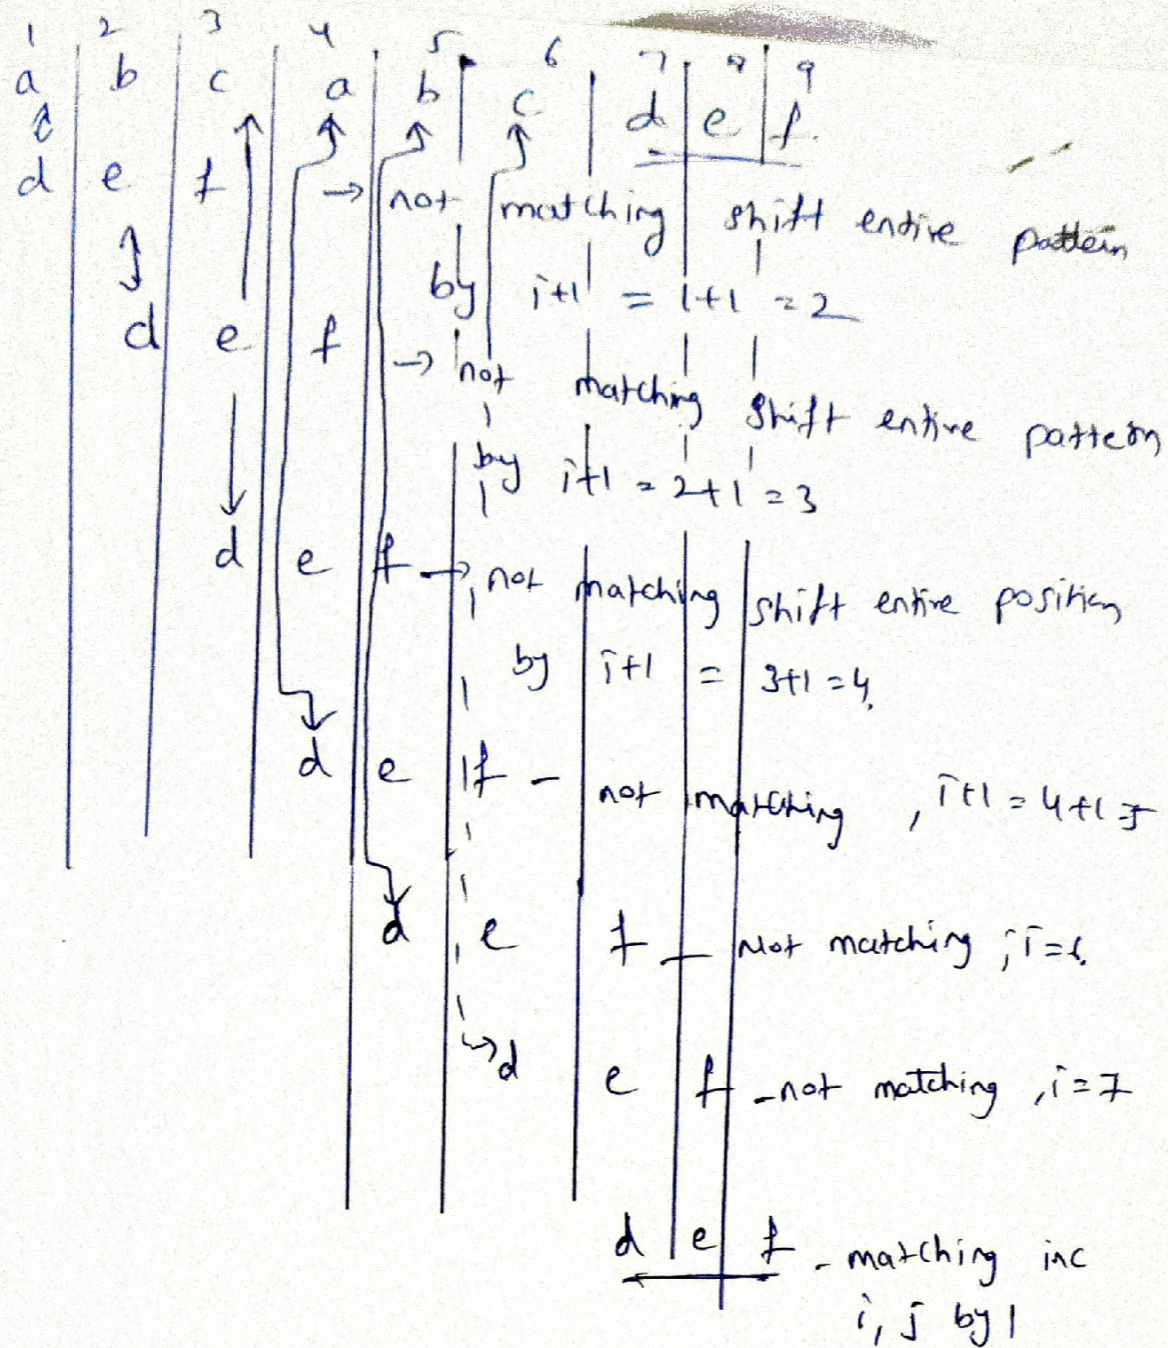 1 2 3 4 5 6 7 8 9
a b c a b c d e f.
d e f → not matching shift entire pattern
by i+1 = 1+1 = 2
d e f → not matching shift entire pattern
by i+1 = 2+1 = 3
d e f → not matching shift entire position
by i+1 = 3+1 = 4.
d e f - not matching, i+1 = 4+1 = 5
d e f - Not matching ; i=6.
d e f - not matching , i = 7
d e f - matching inc
i, j by 1